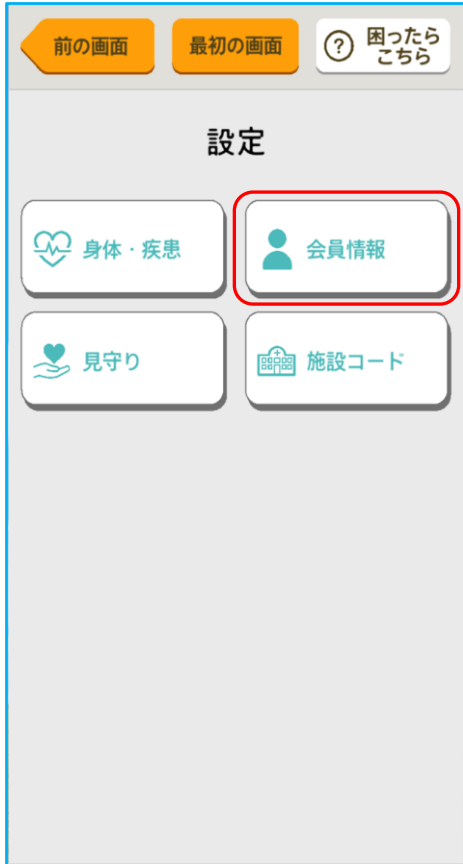 前の画面
最初の画面
? 困ったら
こちら
設定
身体・疾患
会員情報
見守り
施設コード